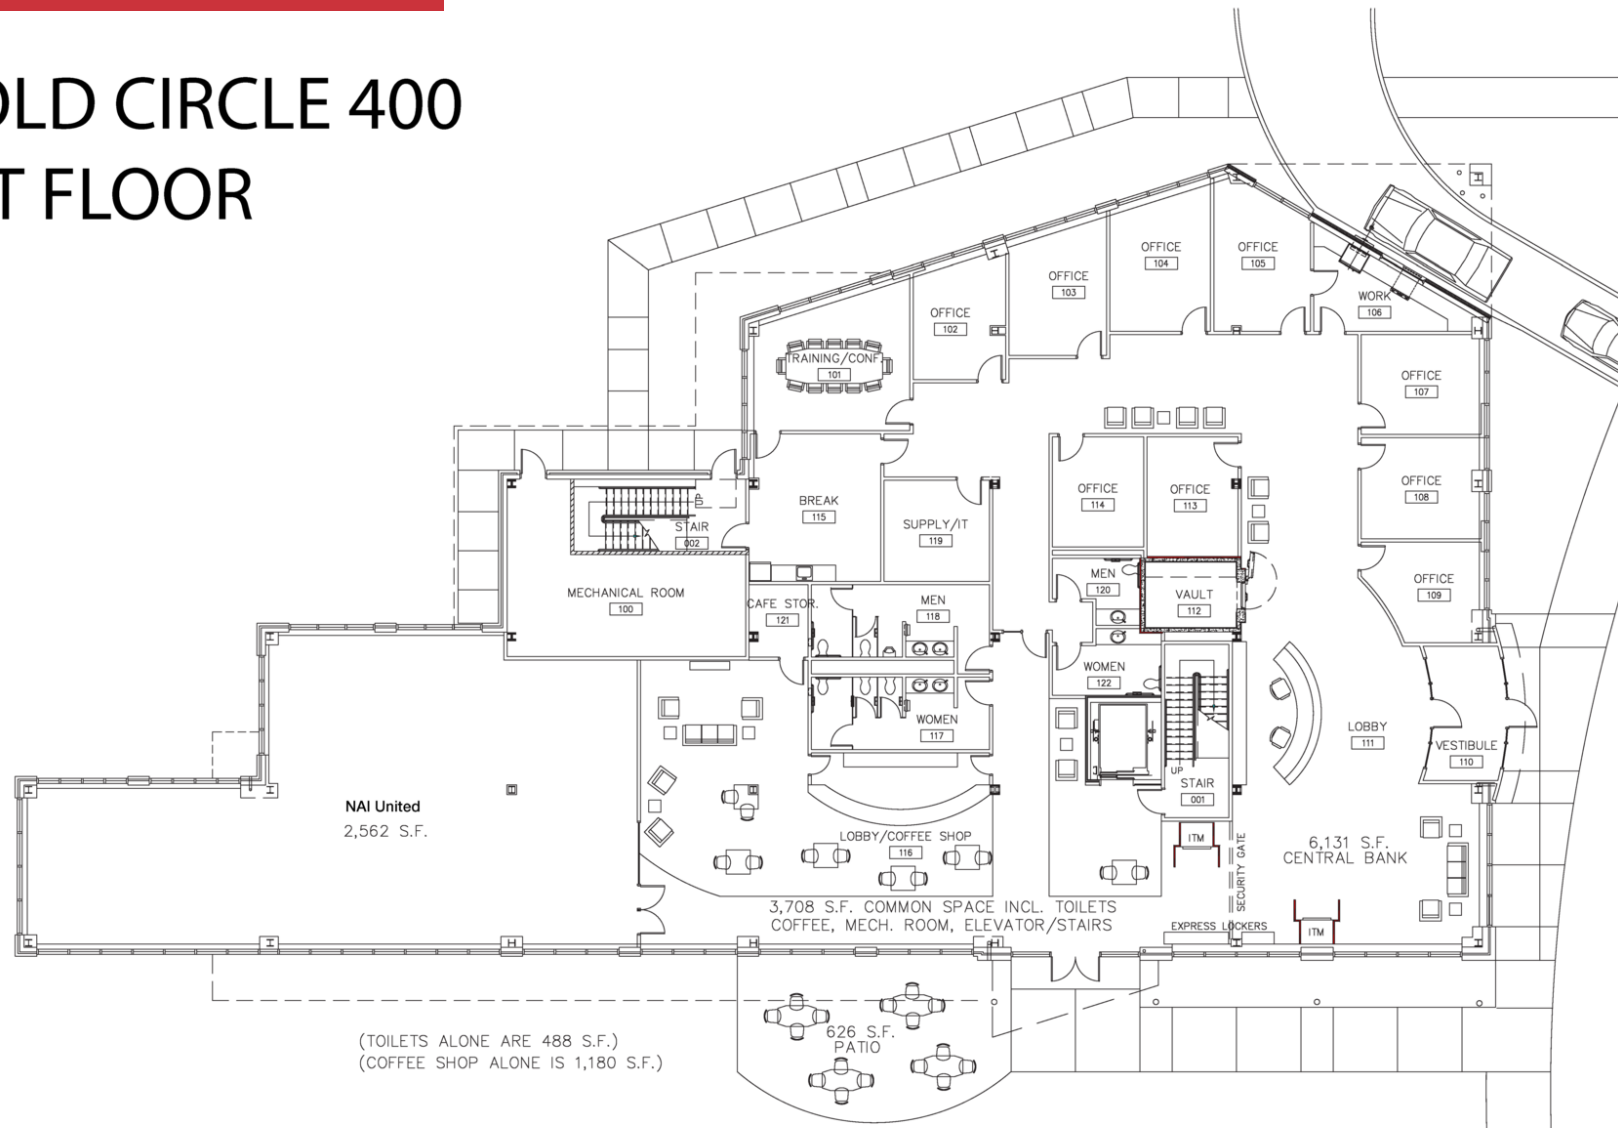 OLD CIRCLE 400
T FLOOR
OFFICE
104
OFFICE
105
OFFICE
103
WORK
106
OFFICE
102
TRAINING/CONF.
101
OFFICE
107
OFFICE
108
OFFICE
114
OFFICE
113
BREAK
115
SUPPLY/IT
119
UP
STAIR
002
MECHANICAL ROOM
100
CAFE STOR.
121
MEN
118
MEN
120
VAULT
112
OFFICE
109
WOMEN
122
WOMEN
117
LOBBY
111
VESTIBULE
110
UP
STAIR
001
NAI United
2,562 S.F.
LOBBY/COFFEE SHOP
116
ITM
SECURITY GATE
6,131 S.F.
CENTRAL BANK
3,708 S.F. COMMON SPACE INCL. TOILETS
COFFEE, MECH. ROOM, ELEVATOR/STAIRS
EXPRESS LOCKERS
ITM
626 S.F.
PATIO
(TOILETS ALONE ARE 488 S.F.)
(COFFEE SHOP ALONE IS 1,180 S.F.)